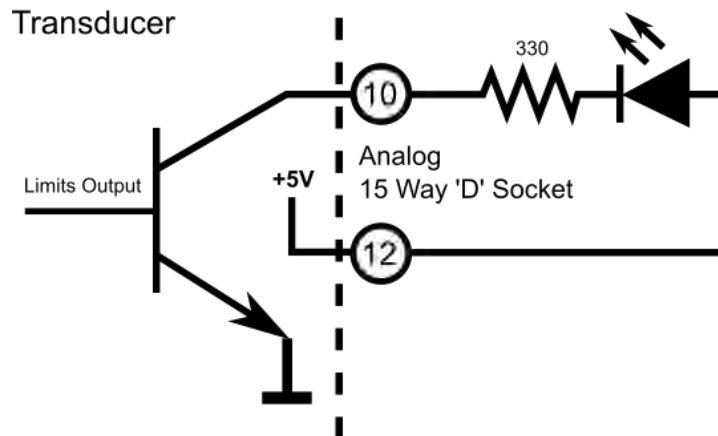 Transducer
330
10
Analog
15 Way 'D' Socket
Limits Output
+5V
12